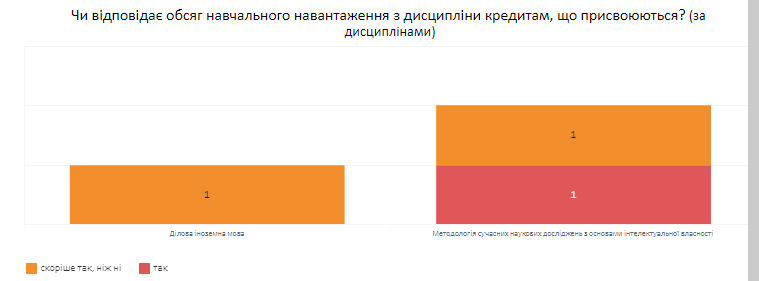 Чи відповідає обсяг навчального навантаження з дисципліни кредитам, що присвоюються? (за
дисциплінами)
1
1
1
Ділова іноземна мова
Методологія сучасних наукових досліджень з основами інтелектуальної власності
скоріше так, ніж ні
так